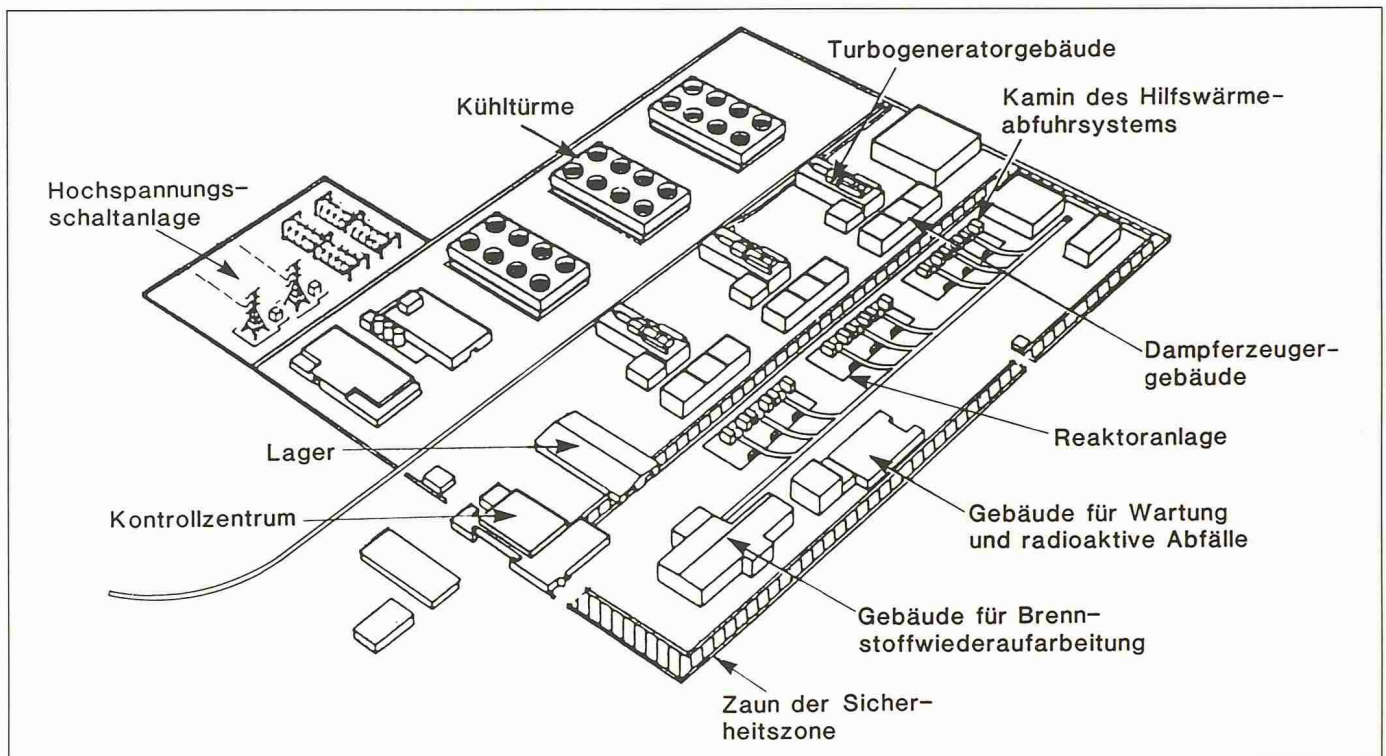 Turbogeneratorgebäude
Kamin des Hilfswärme-
abfuhrsystems
Kühltürme
Hochspannungs-
schaltanlage
Dampferzeuger-
gebäude
Lager
Reaktoranlage
Kontrollzentrum
Gebäude für Wartung
und radioaktive Abfälle
Gebäude für Brenn-
stoffwiederaufarbeitung
Zaun der Sicher-
heitszone